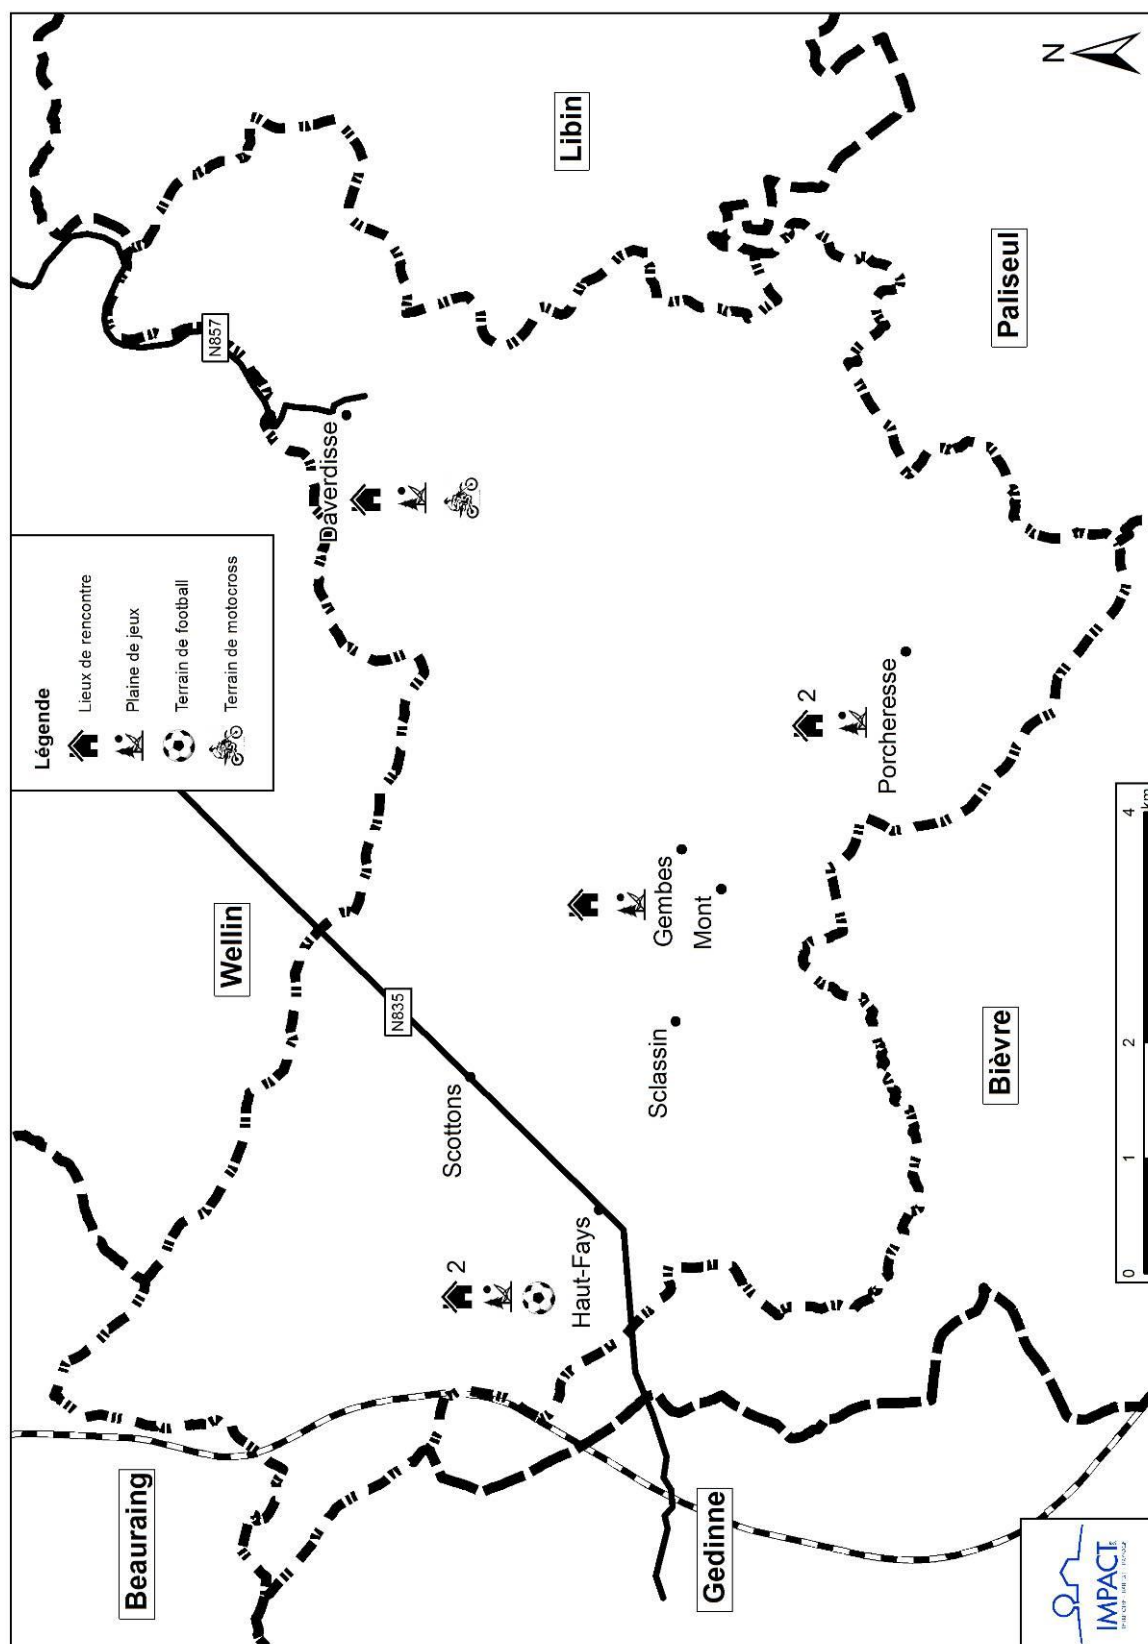 Légende
Lieux de rencontre
Plaine de jeux
Terrain de football
Terrain de motocross
Beauraing
Wellin
N857
Daverdisse
N835
Libin
Scottons
2
Haut-Fays
Gembes
Mont
Sclassin
2
Porcheresse
Gedinne
Bièvre
Paliseul
N
0
1
2
4
km
IMPACT